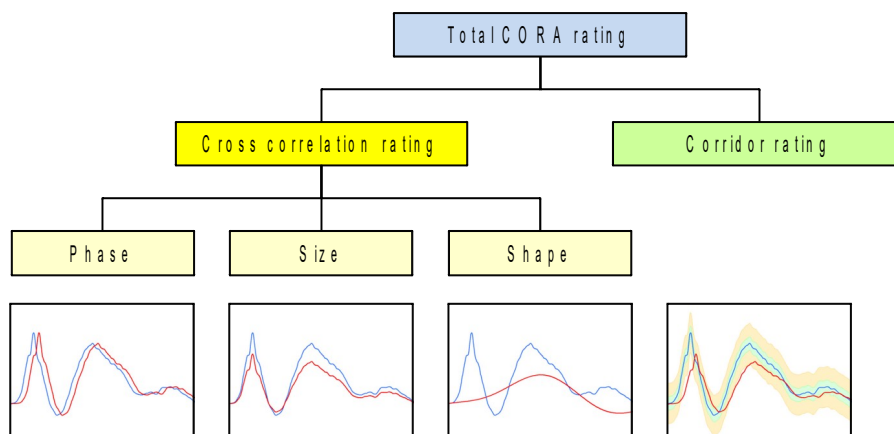 Total CORA rating
Cross correlation rating
Corridor rating
Phase
Size
Shape